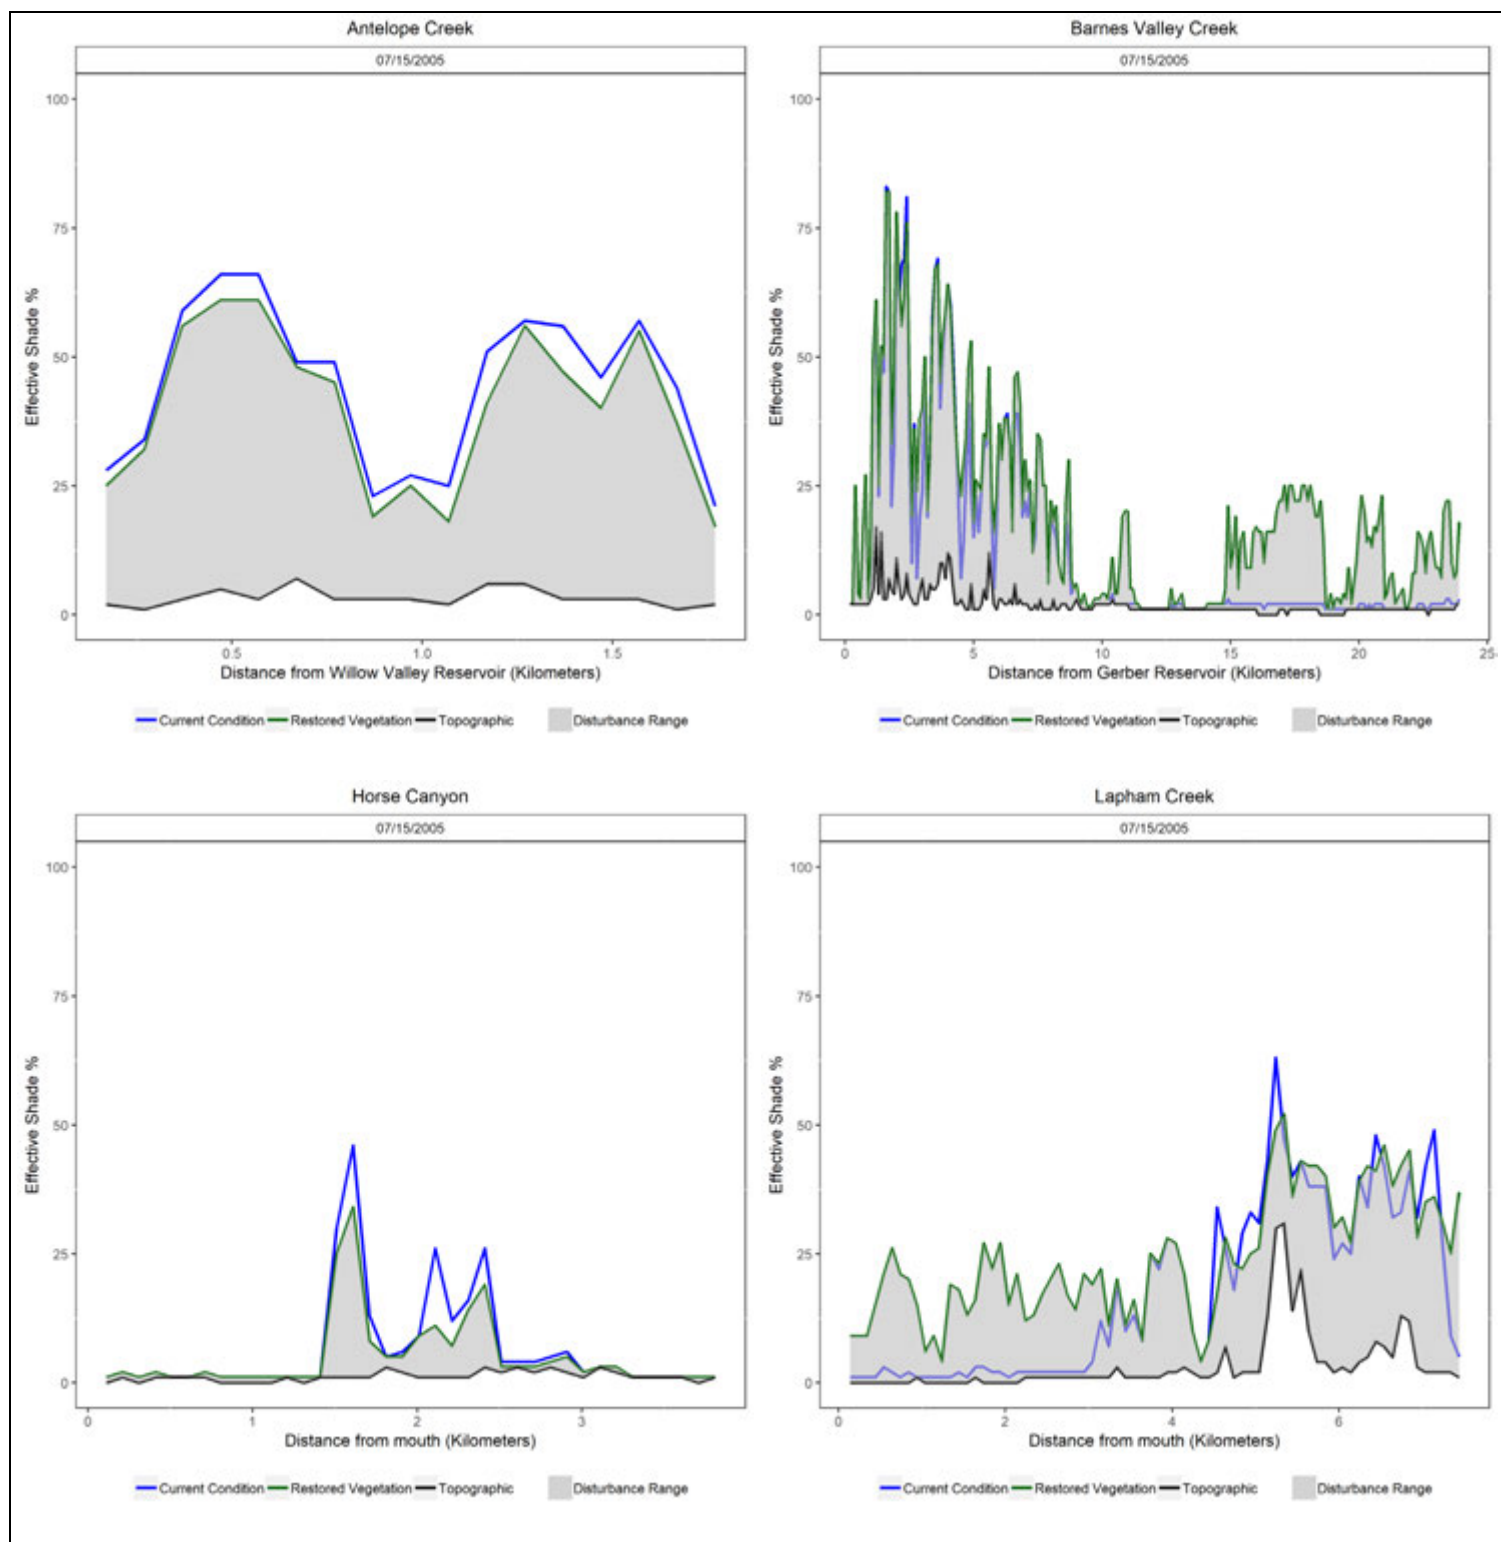 Antelope Creek
07/15/2005
Effective Shade %
100
75
50
25
0
0.5 1.0 1.5
Distance from Willow Valley Reservoir (Kilometers)
Current Condition Restored Vegetation Topographic Disturbance Range
Barnes Valley Creek
07/15/2005
Effective Shade %
100
75
50
25
0
0 5 10 15 20 25
Distance from Gerber Reservoir (Kilometers)
Current Condition Restored Vegetation Topographic Disturbance Range
Horse Canyon
07/15/2005
Effective Shade %
100
75
50
25
0
0 1 2 3
Distance from mouth (Kilometers)
Current Condition Restored Vegetation Topographic Disturbance Range
Lapham Creek
07/15/2005
Effective Shade %
100
75
50
25
0
0 2 4 6
Distance from mouth (Kilometers)
Current Condition Restored Vegetation Topographic Disturbance Range